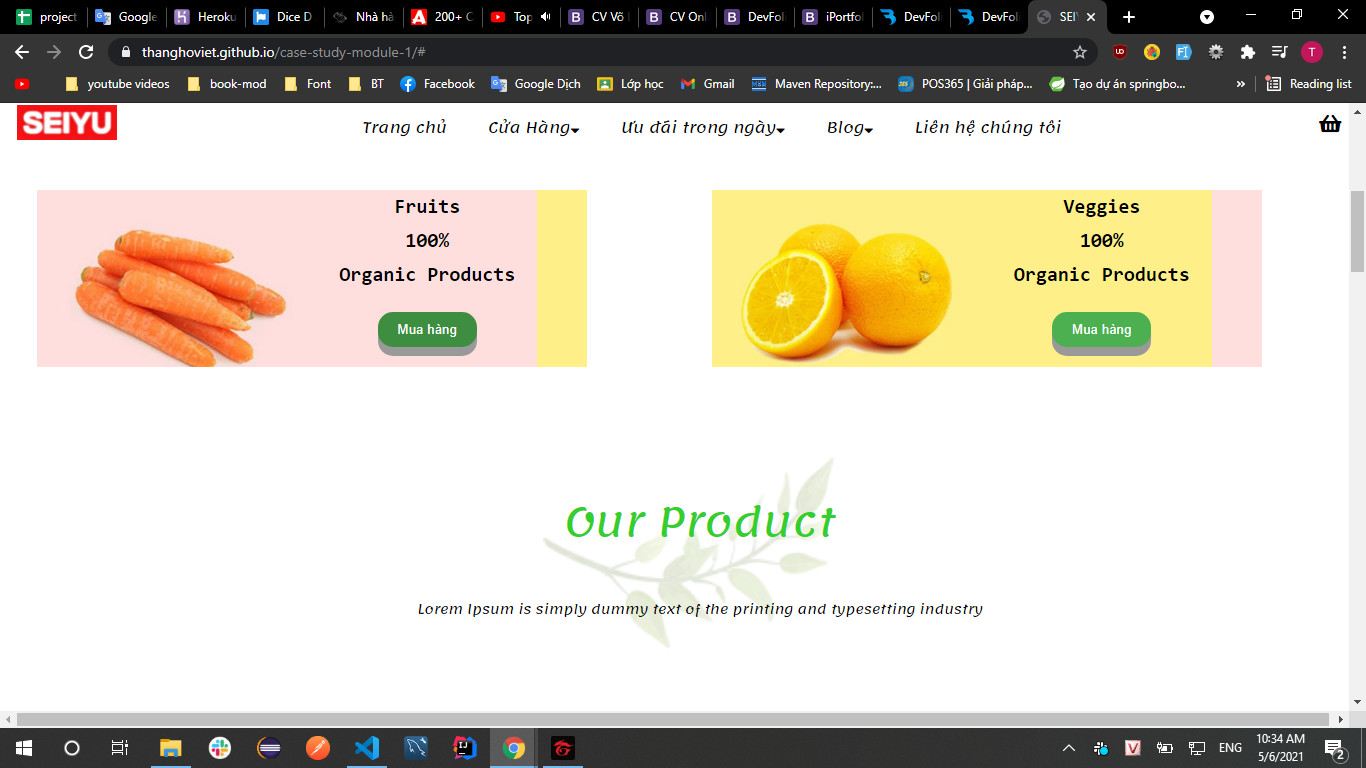 project
Google
Heroku
Dice D
Nhà hà
200+ C
Top
CV Võ
CV Onl
DevFol
iPortfo
DevFoli
DevFoli
SEIY
thanghoviet.github.io/case-study-module-1/#
youtube videos
book-mod
Font
BT
Facebook
Google Dịch
Lớp học
Gmail
Maven Repository:...
POS365 | Giải pháp...
Tạo dự án springbo...
»
Reading list
SEIYU
Trang chủ
Cửa Hàng
Ưu đãi trong ngày
Blog
Liên hệ chúng tôi
Fruits
100%
Organic Products
Mua hàng
Veggies
100%
Organic Products
Mua hàng
Our Product
Lorem Ipsum is simply dummy text of the printing and typesetting industry
ENG
10:34 AM
5/6/2021
2